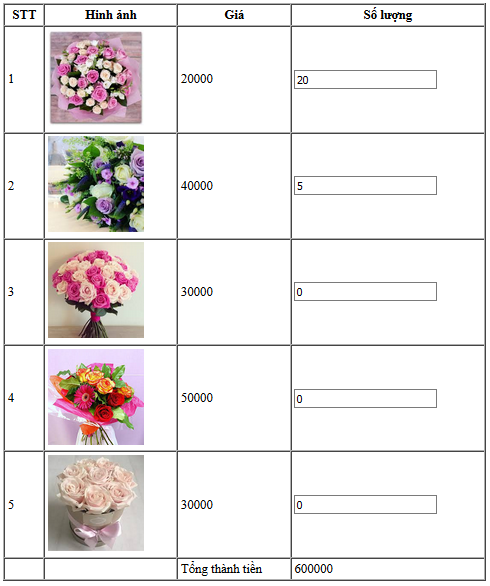 STT Hình ảnh Giá Số lượng
1 20000 20
2 40000 5
3 30000 0
4 50000 0
5 30000 0
Tổng thành tiền 600000